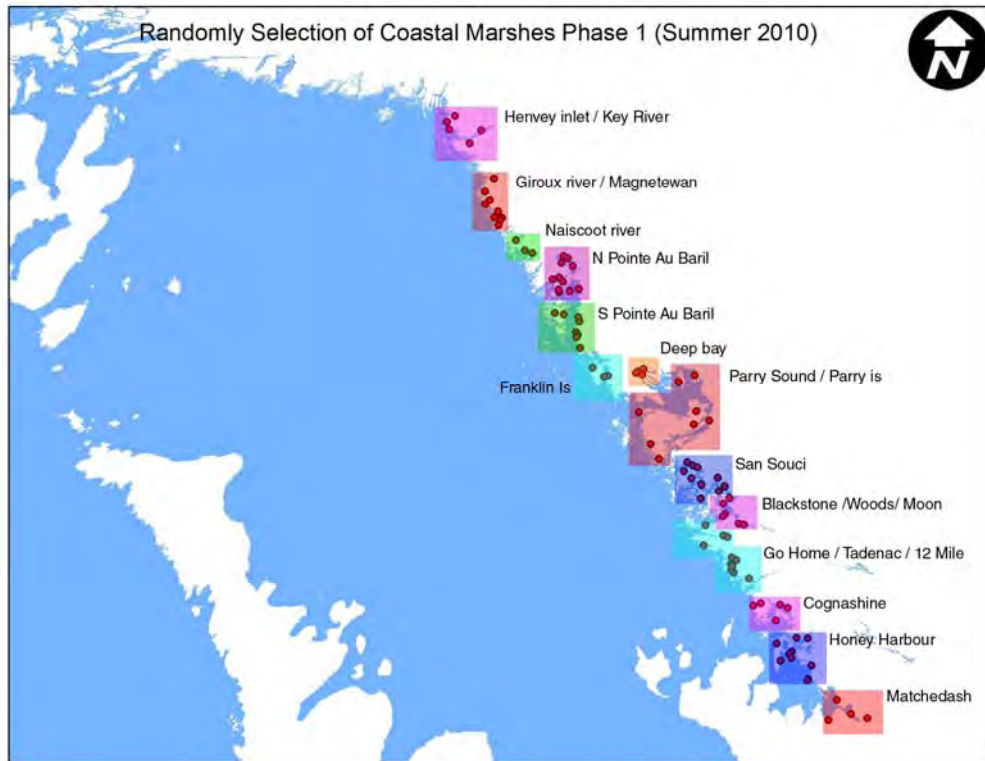 Randomly Selection of Coastal Marshes Phase 1 (Summer 2010)
N
Henvey inlet / Key River
Giroux river / Magnetewan
Naiscoot river
N Pointe Au Baril
S Pointe Au Baril
Deep bay
Franklin Is
Parry Sound / Parry is
San Souci
Blackstone /Woods/ Moon
Go Home / Tadenac / 12 Mile
Cognashine
Honey Harbour
Matchedash